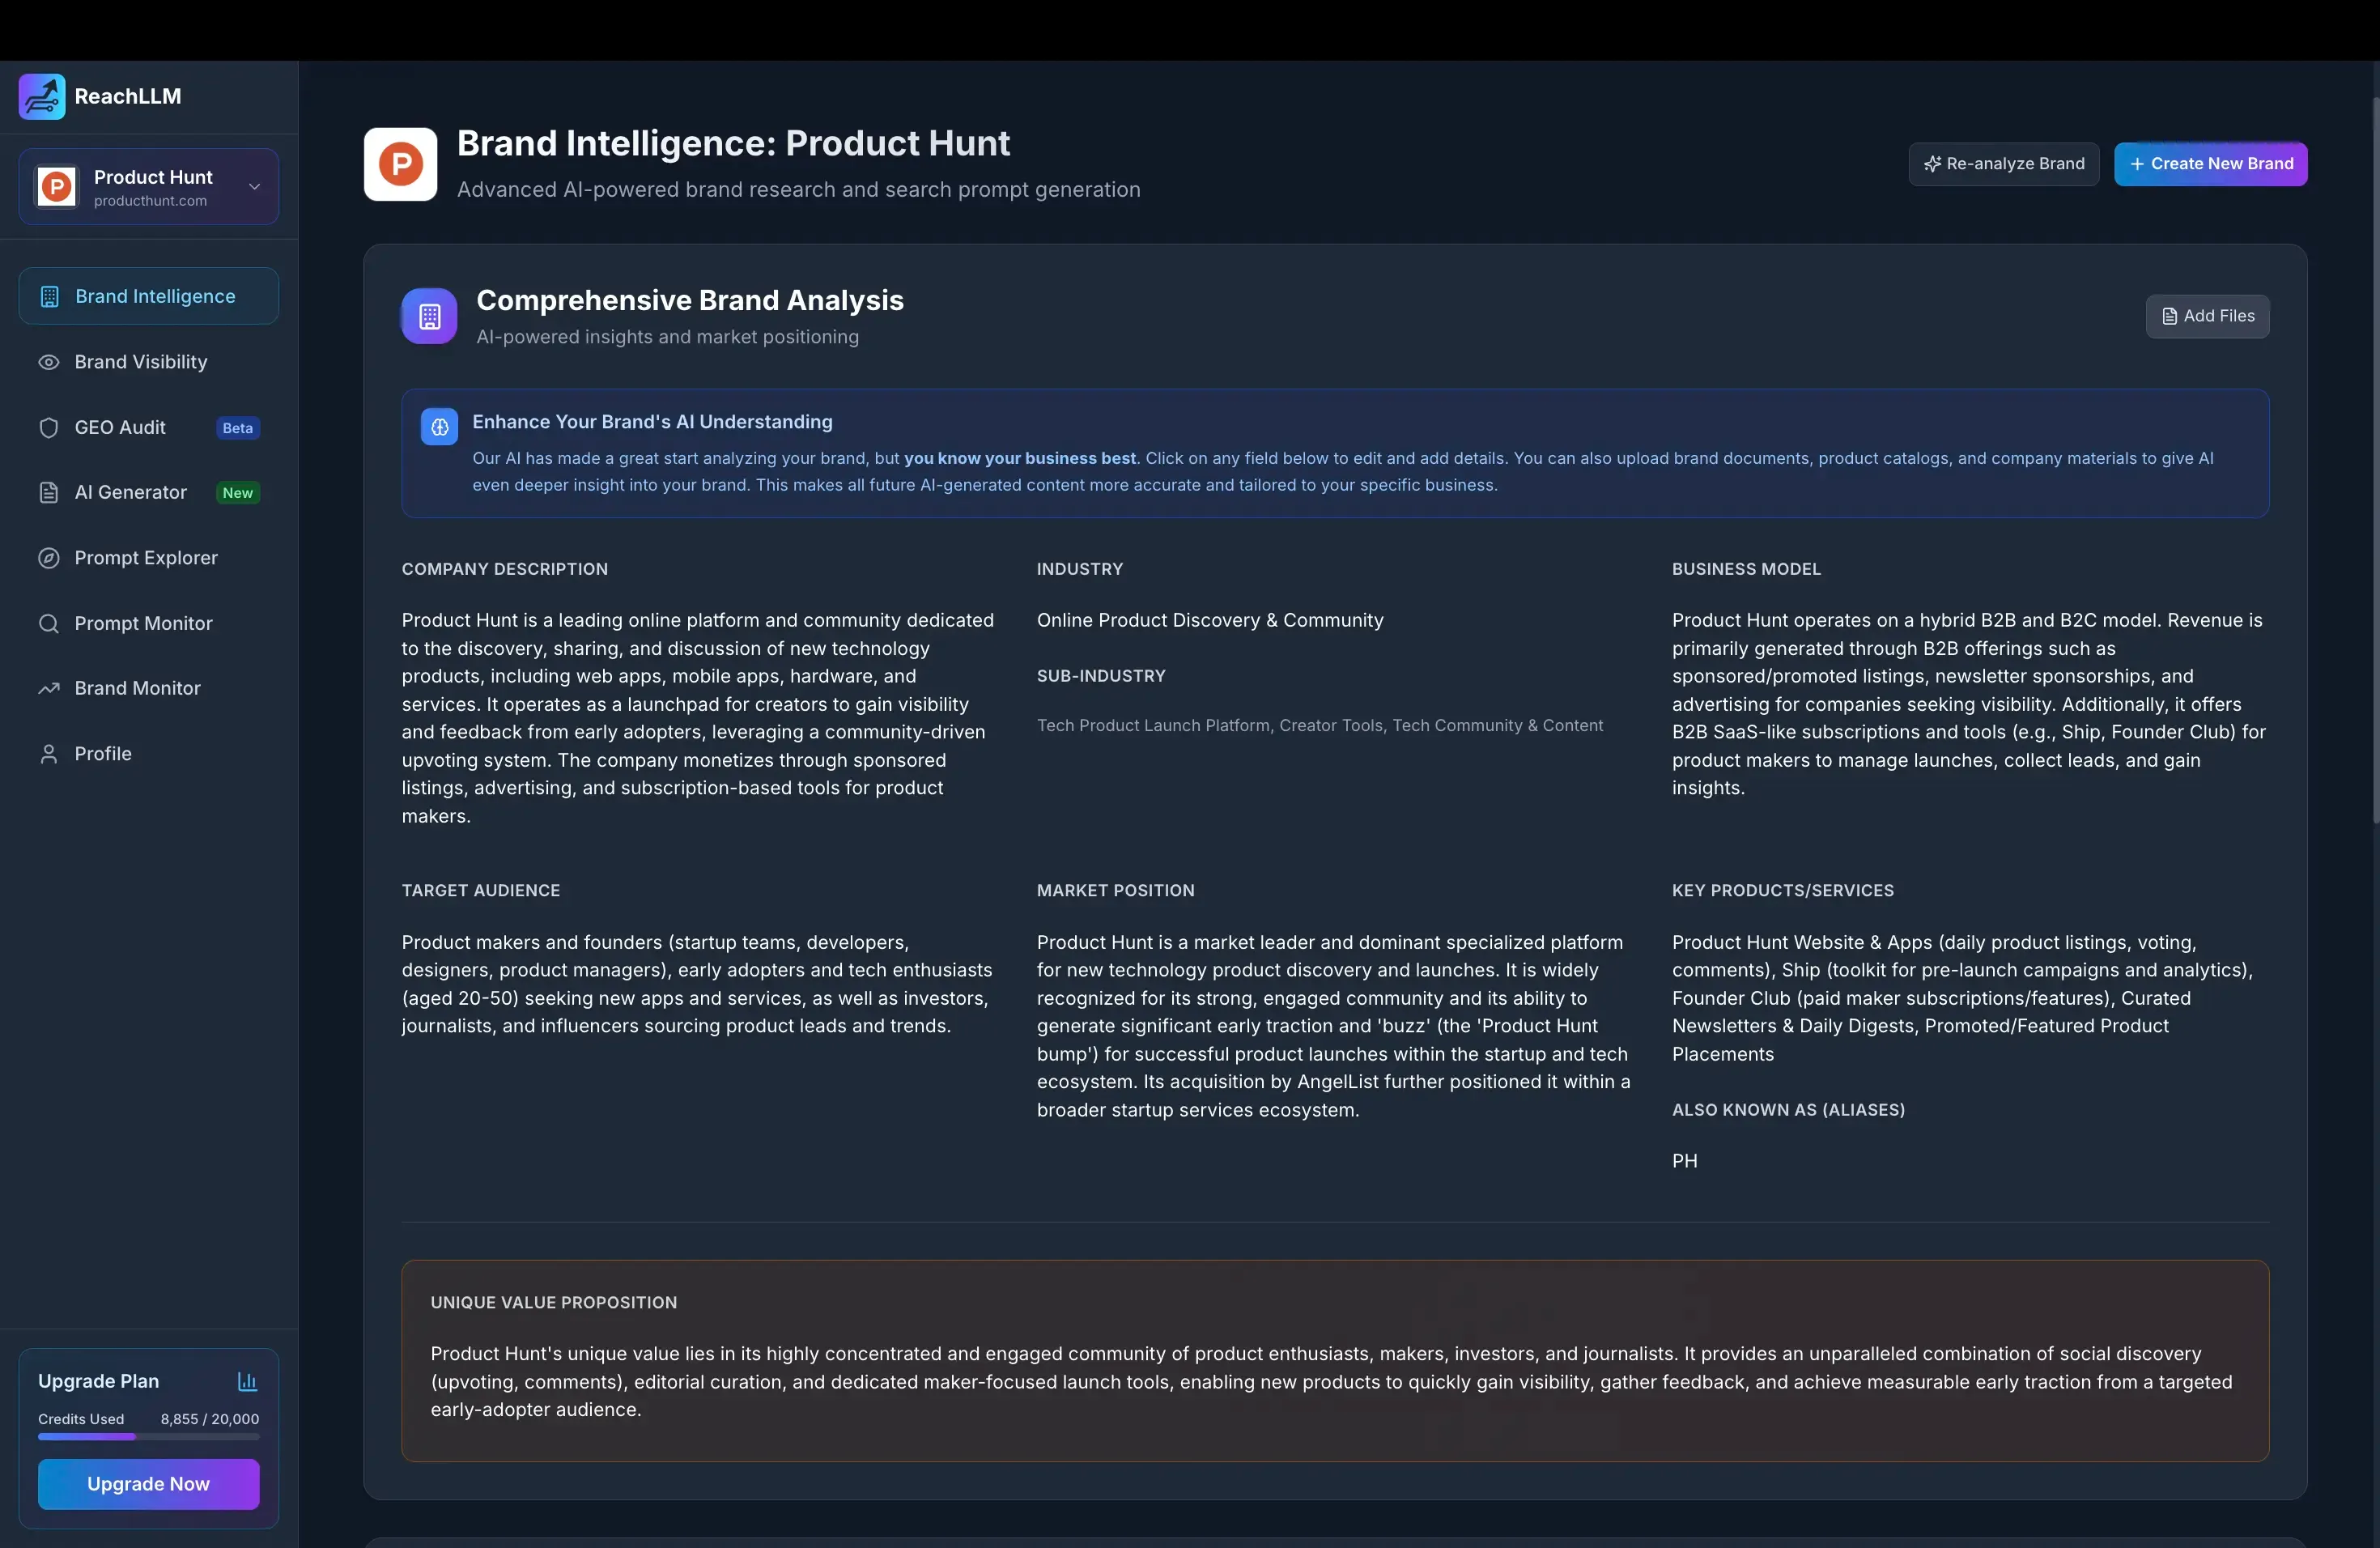 ReachLLM
Product Hunt
producthunt.com
Brand Intelligence
Brand Visibility
GEO Audit Beta
AI Generator New
Prompt Explorer
Prompt Monitor
Brand Monitor
Profile
Upgrade Plan
Credits Used 8,855 / 20,000
Upgrade Now
P
Brand Intelligence: Product Hunt
Advanced AI-powered brand research and search prompt generation
Re-analyze Brand
+ Create New Brand
Comprehensive Brand Analysis
AI-powered insights and market positioning
Add Files
Enhance Your Brand's AI Understanding
Our AI has made a great start analyzing your brand, but you know your business best. Click on any field below to edit and add details. You can also upload brand documents, product catalogs, and company materials to give AI
even deeper insight into your brand. This makes all future AI-generated content more accurate and tailored to your specific business.
COMPANY DESCRIPTION
Product Hunt is a leading online platform and community dedicated
to the discovery, sharing, and discussion of new technology
products, including web apps, mobile apps, hardware, and
services. It operates as a launchpad for creators to gain visibility
and feedback from early adopters, leveraging a community-driven
upvoting system. The company monetizes through sponsored
listings, advertising, and subscription-based tools for product
makers.
INDUSTRY
Online Product Discovery & Community
SUB-INDUSTRY
Tech Product Launch Platform, Creator Tools, Tech Community & Content
BUSINESS MODEL
Product Hunt operates on a hybrid B2B and B2C model. Revenue is
primarily generated through B2B offerings such as
sponsored/promoted listings, newsletter sponsorships, and
advertising for companies seeking visibility. Additionally, it offers
B2B SaaS-like subscriptions and tools (e.g., Ship, Founder Club) for
product makers to manage launches, collect leads, and gain
insights.
TARGET AUDIENCE
Product makers and founders (startup teams, developers,
designers, product managers), early adopters and tech enthusiasts
(aged 20-50) seeking new apps and services, as well as investors,
journalists, and influencers sourcing product leads and trends.
MARKET POSITION
Product Hunt is a market leader and dominant specialized platform
for new technology product discovery and launches. It is widely
recognized for its strong, engaged community and its ability to
generate significant early traction and 'buzz' (the 'Product Hunt
bump') for successful product launches within the startup and tech
ecosystem. Its acquisition by AngelList further positioned it within a
broader startup services ecosystem.
KEY PRODUCTS/SERVICES
Product Hunt Website & Apps (daily product listings, voting,
comments), Ship (toolkit for pre-launch campaigns and analytics),
Founder Club (paid maker subscriptions/features), Curated
Newsletters & Daily Digests, Promoted/Featured Product
Placements
ALSO KNOWN AS (ALIASES)
PH
UNIQUE VALUE PROPOSITION
Product Hunt's unique value lies in its highly concentrated and engaged community of product enthusiasts, makers, investors, and journalists. It provides an unparalleled combination of social discovery
(upvoting, comments), editorial curation, and dedicated maker-focused launch tools, enabling new products to quickly gain visibility, gather feedback, and achieve measurable early traction from a targeted
early-adopter audience.